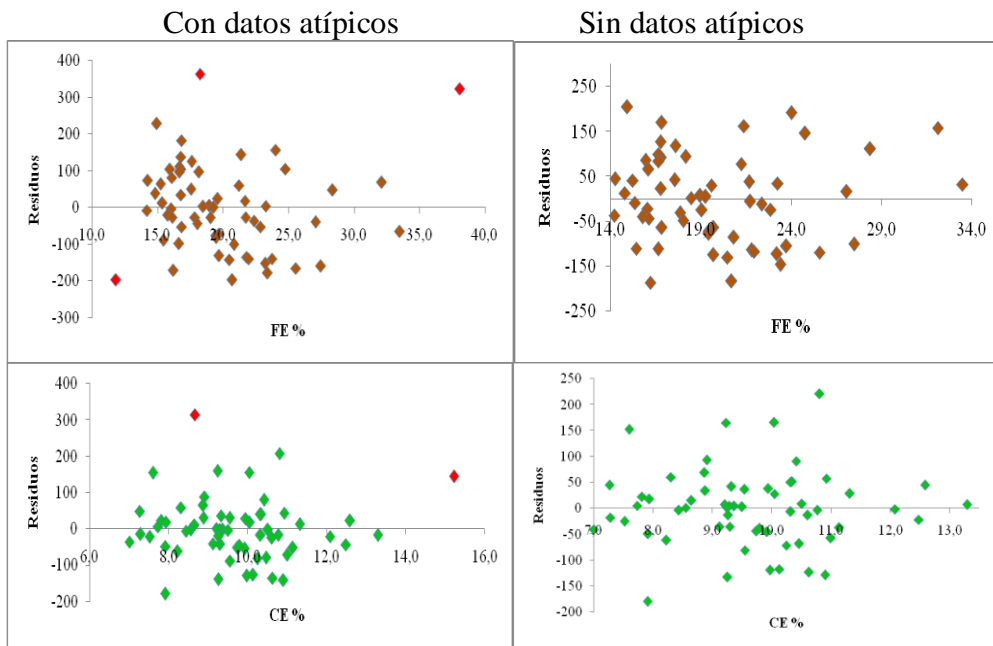 Con datos atípicos
Sin datos atípicos
400
300
200
100
0
-100
-200
-300
10,0 15,0 20,0 25,0 30,0 35,0 40,0
Residuos
FE %
250
150
50
-50
-150
-250
14,0 19,0 24,0 29,0 34,0
Residuos
FE %
400
300
200
100
0
-100
-200
6,0 8,0 10,0 12,0 14,0 16,0
Residuos
CE %
250
200
150
100
50
0
-50
-100
-150
-200
7,0 8,0 9,0 10,0 11,0 12,0 13,0
Residuos
CE %